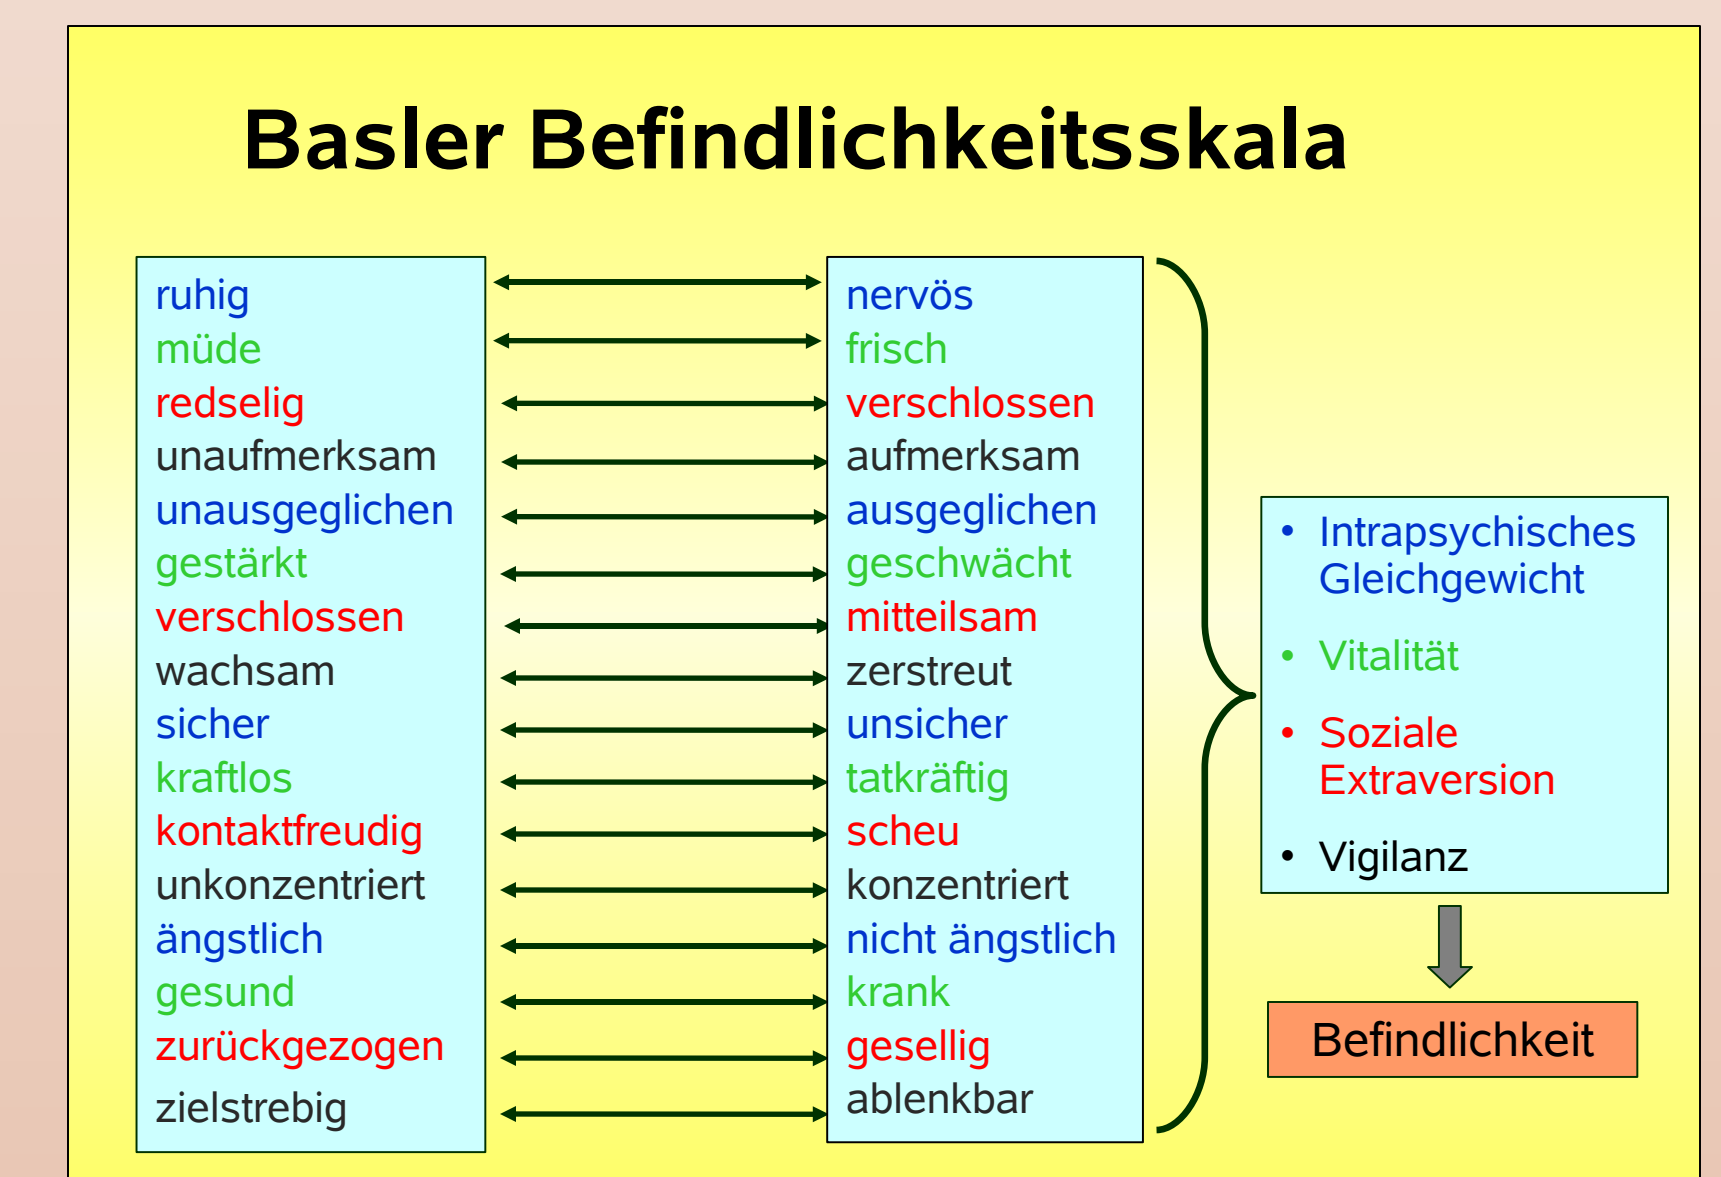 Basler Befindlichkeitsskala
ruhig
müde
redselig
unaufmerksam
unausgeglichen
gestärkt
verschlossen
wachsam
sicher
kraftlos
kontaktfreudig
unkonzentriert
ängstlich
gesund
zurückgezogen
zielstrebig
nervös
frisch
verschlossen
aufmerksam
ausgeglichen
geschwächt
mitteilsam
zerstreut
unsicher
tatkräftig
scheu
konzentriert
nicht ängstlich
krank
gesellig
ablenkbar
• Intrapsychisches
Gleichgewicht
• Vitalität
• Soziale
Extraversion
• Vigilanz
Befindlichkeit